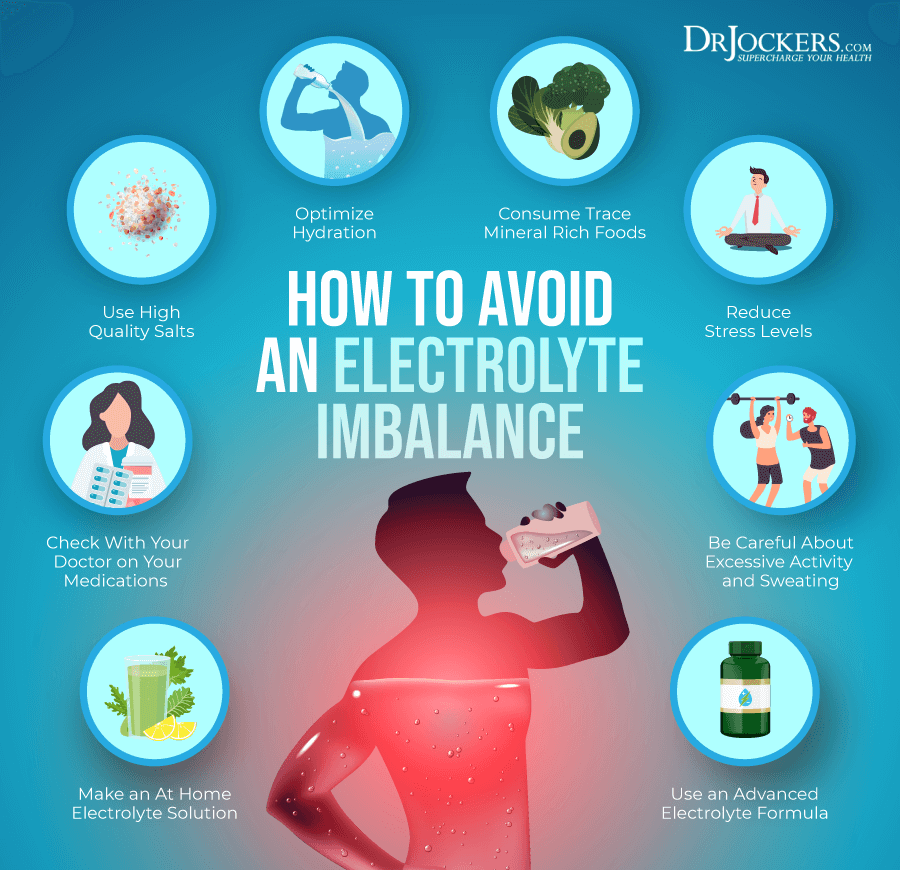 DRJOCKERS.COM
SUPERCHARGE YOUR HEALTH
Optimize
Hydration
Consume Trace
Mineral Rich Foods
Use High
Quality Salts
Reduce
Stress Levels
HOW TO AVOID
AN ELECTROLYTE
IMBALANCE
Check With Your
Doctor on Your
Medications
Be Careful About
Excessive Activity
and Sweating
Make an At Home
Electrolyte Solution
Use an Advanced
Electrolyte Formula